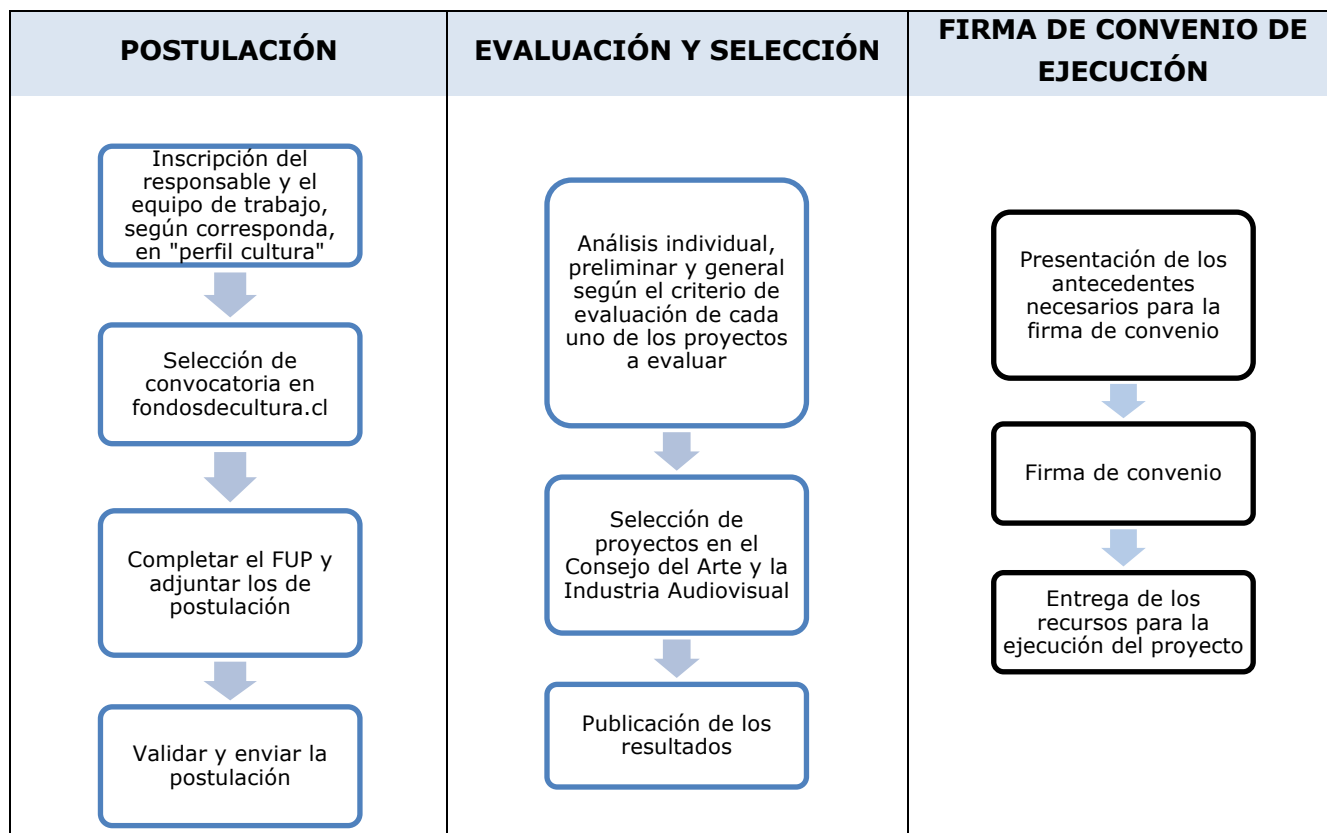 POSTULACIÓN
Inscripción del
responsable y el
equipo de trabajo,
según corresponda,
en "perfil cultura"
Selección de
convocatoria en
fondosdecultura.cl
Completar el FUP y
adjuntar los de
postulación
Validar y enviar la
postulación
EVALUACIÓN Y SELECCIÓN
Análisis individual,
preliminar y general
según el criterio de
evaluación de cada
uno de los proyectos
a evaluar
Selección de
proyectos en el
Consejo del Arte y la
Industria Audiovisual
Publicación de los
resultados
FIRMA DE CONVENIO DE
EJECUCIÓN
Presentación de los
antecedentes
necesarios para la
firma de convenio
Firma de convenio
Entrega de los
recursos para la
ejecución del proyecto